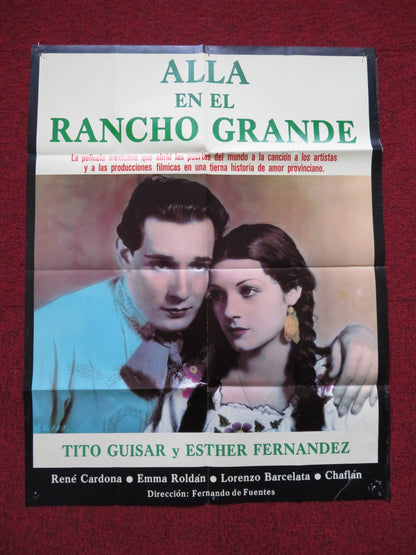 ALLA
EN EL
RANCHO GRANDE
La película mexicana que abrió las puertas del mundo a la canción a los artistas
y a las producciones fílmicas en una tierna historia de amor provinciano.
TITO GUISAR y ESTHER FERNANDEZ
René Cardona ● Emma Roldán ● Lorenzo Barcelata ● Chaflán
Dirección: Fernando de Fuentes